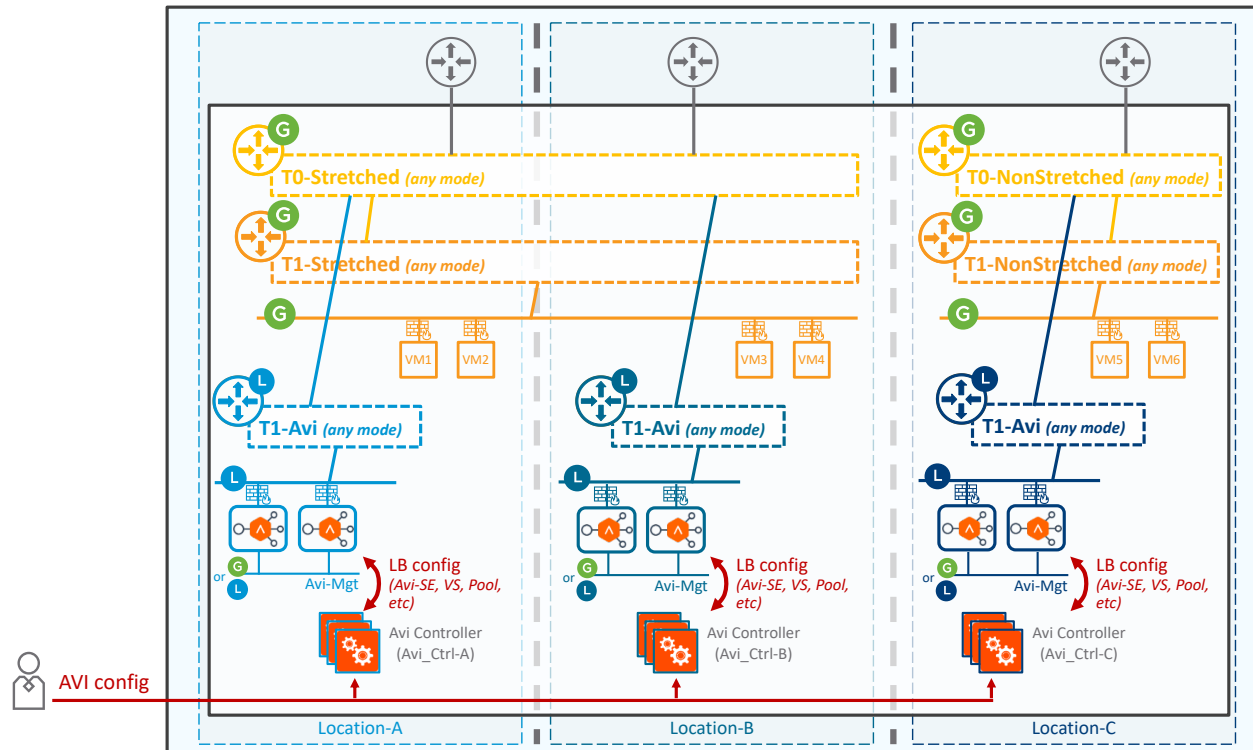 G
G
T0-Stretched (any mode)
T0-NonStretched (any mode)
G
G
T1-Stretched (any mode)
T1-NonStretched (any mode)
G
G
VM1
VM2
VM3
VM4
VM5
VM6
L
L
L
T1-Avi (any mode)
T1-Avi (any mode)
T1-Avi (any mode)
L
L
L
G
or
L
Avi-Mgt
LB config
(Avi-SE, VS, Pool,
etc)
G
or
L
Avi-Mgt
LB config
(Avi-SE, VS, Pool,
etc)
G
or
L
Avi-Mgt
LB config
(Avi-SE, VS, Pool,
etc)
Avi Controller
(Avi_Ctrl-A)
Avi Controller
(Avi_Ctrl-B)
Avi Controller
(Avi_Ctrl-C)
AVI config
Location-A
Location-B
Location-C